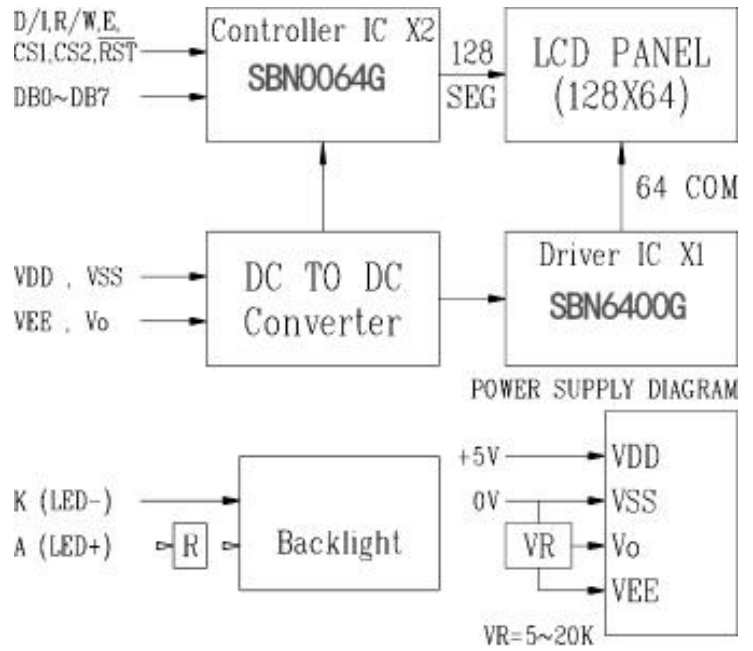 D/I,R/W,E,
CS1,CS2,R̅S̅T̅
DB0~DB7
Controller IC X2
SBN0064G
128
SEG
LCD PANEL
(128X64)
64 COM
VDD , VSS
VEE , Vo
DC TO DC
Converter
Driver IC X1
SBN6400G
POWER SUPPLY DIAGRAM
K (LED-)
A (LED+)
R
Backlight
+5V
0V
VR
VDD
VSS
Vo
VEE
VR=5~20K